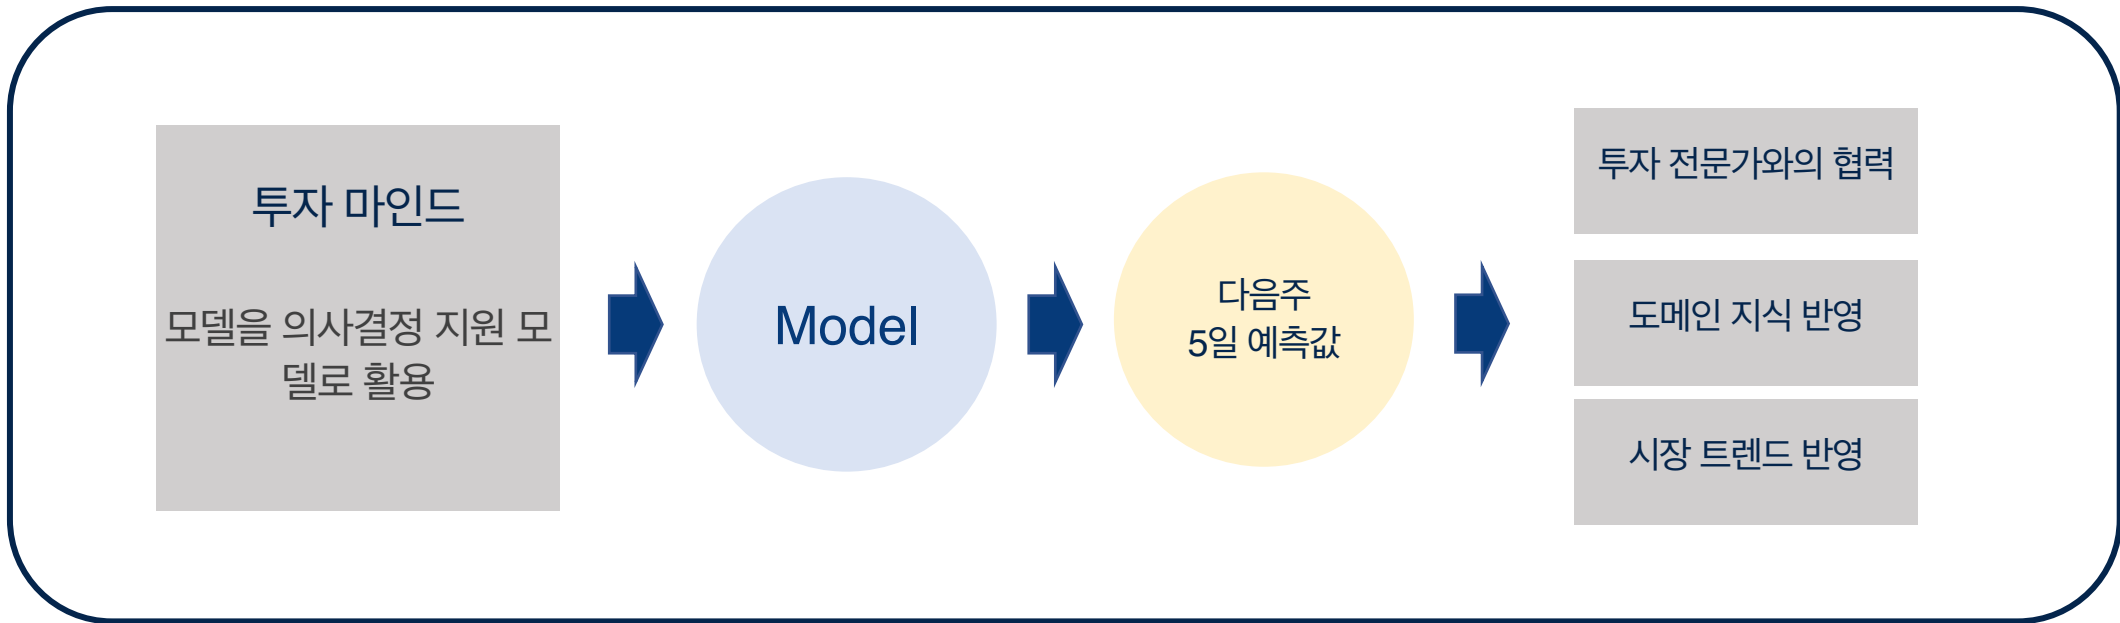 투자 마인드
모델을 의사결정 지원 모
델로 활용
Model
다음주
5일 예측값
투자 전문가와의 협력
도메인 지식 반영
시장 트렌드 반영